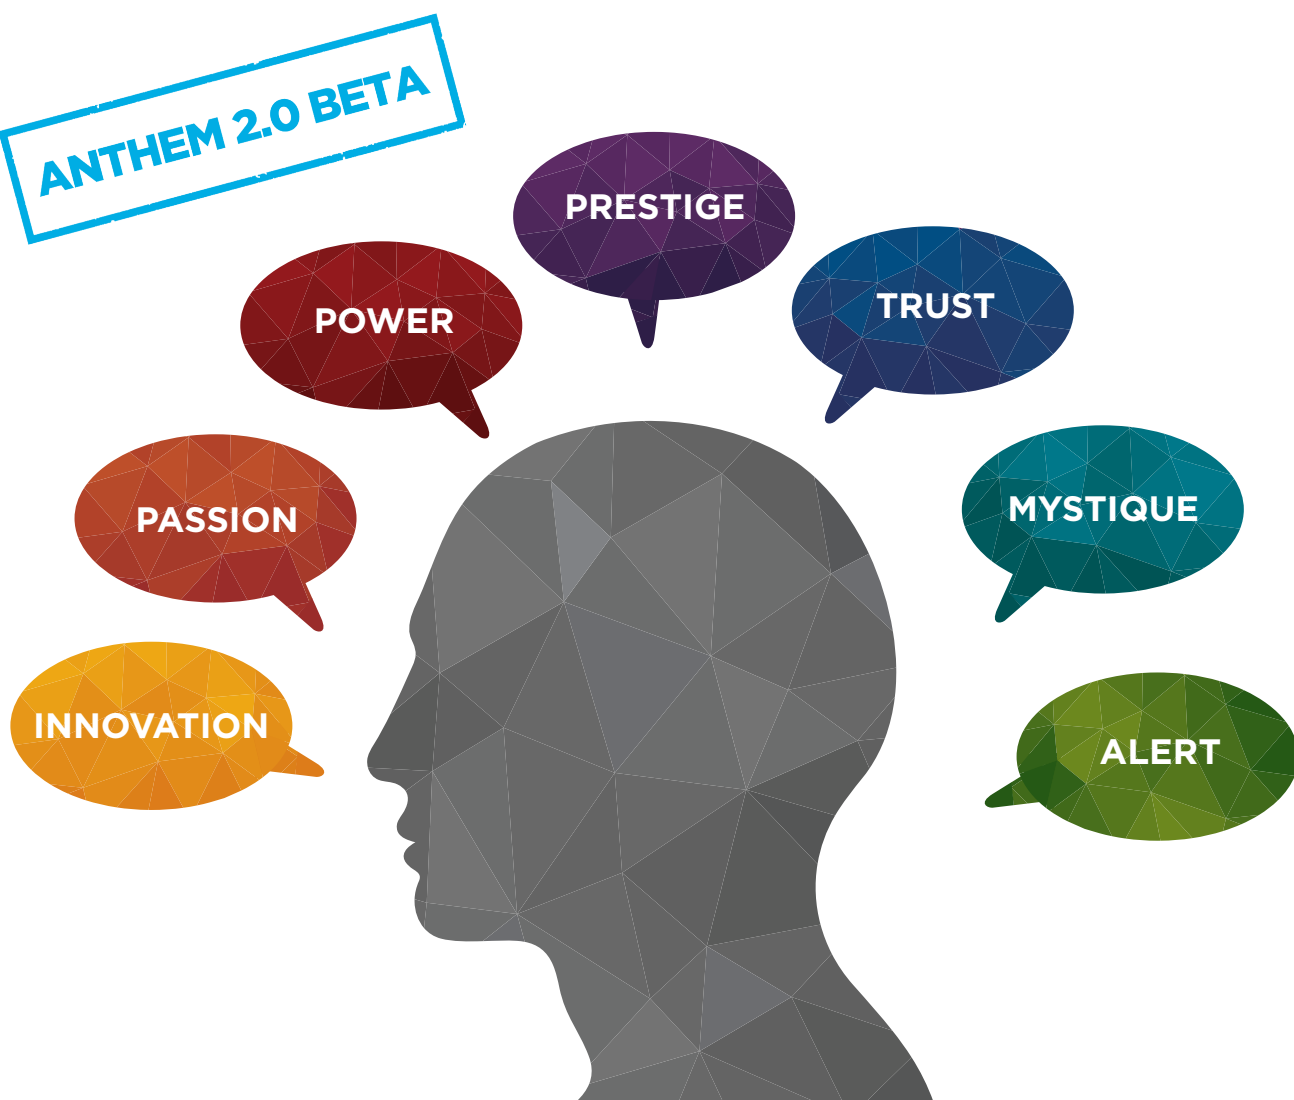 ANTHEM 2.0 BETA
PRESTIGE
POWER
TRUST
PASSION
MYSTIQUE
INNOVATION
ALERT